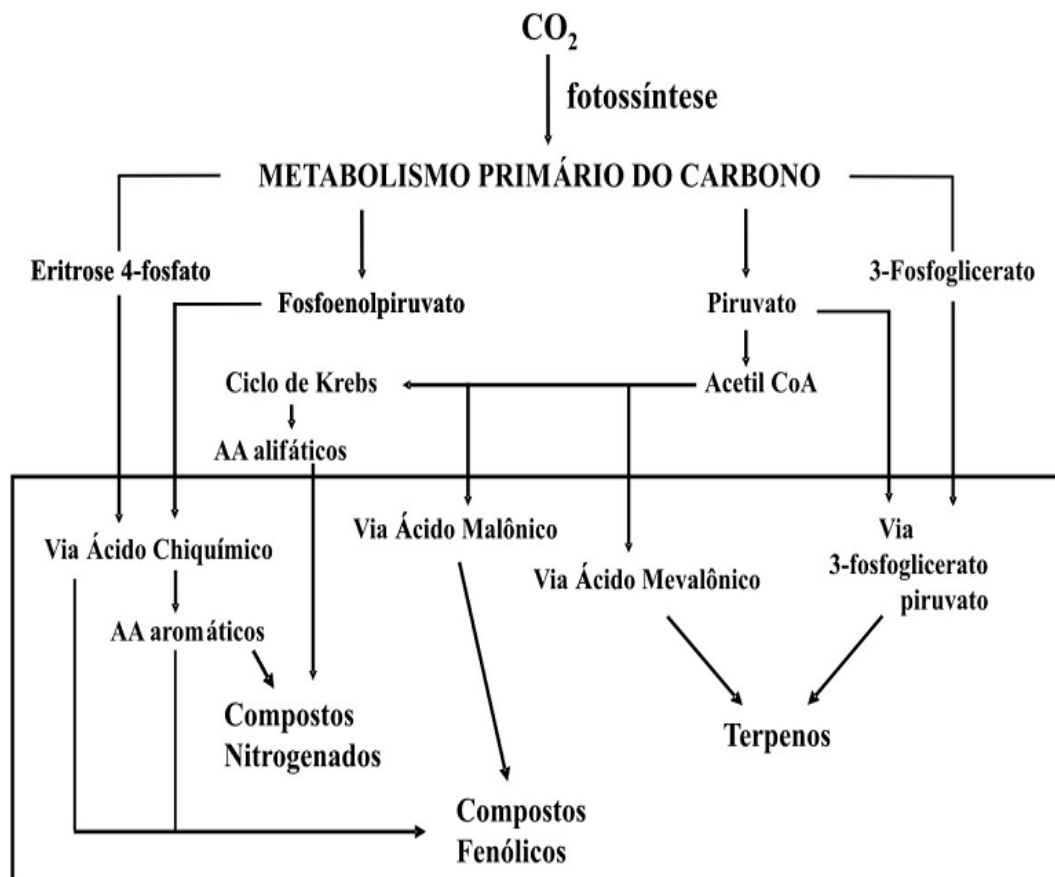 CO₂
fotossíntese
METABOLISMO PRIMÁRIO DO CARBONO
Eritrose 4-fosfato
3-Fosfoglicerato
Fosfoenolpiruvato
Piruvato
Ciclo de Krebs
Acetil CoA
AA alifáticos
Via Ácido Chiquímico
Via Ácido Malônico
Via Ácido Mevalônico
Via
3-fosfoglicerato
piruvato
AA aromáticos
Compostos
Nitrogenados
Terpenos
Compostos
Fenólicos